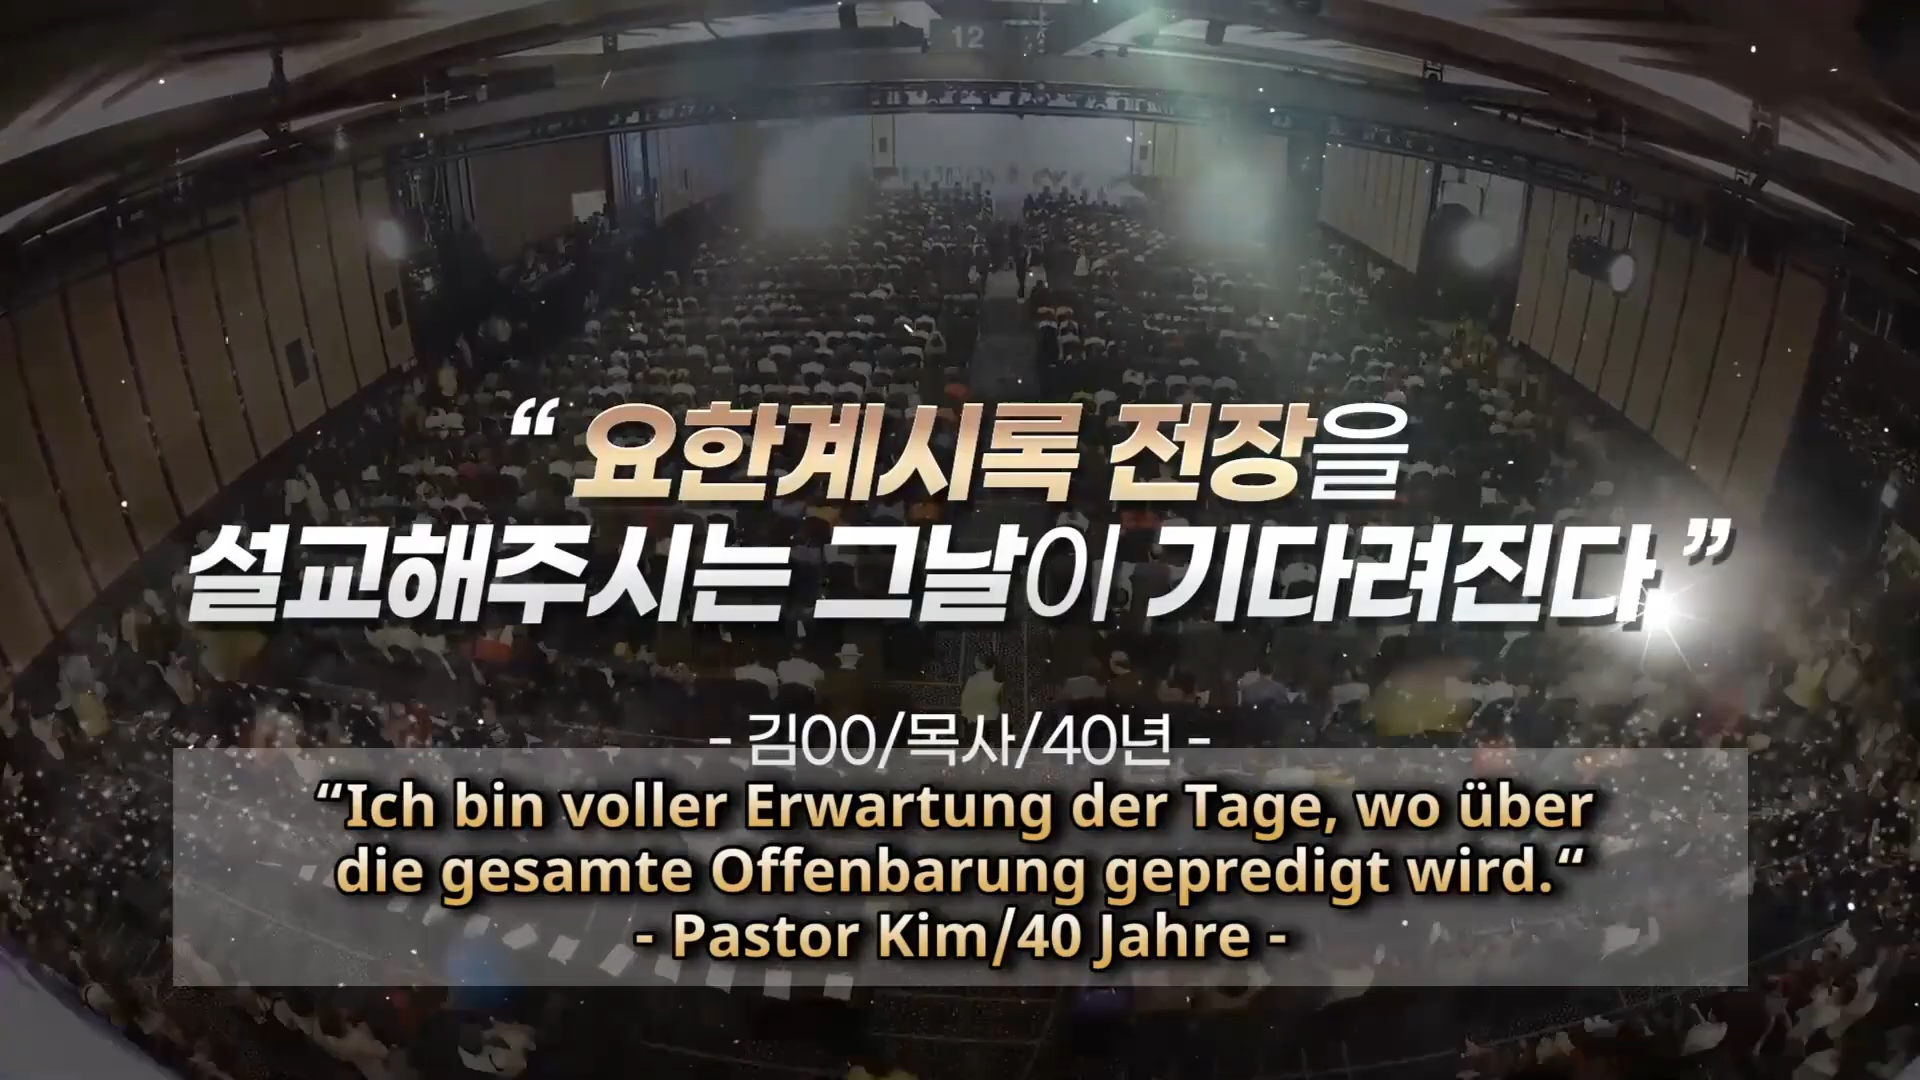 12
“ 요한계시록 전장을
설교해주시는 그날이 기다려진다.”
- 김00/목사/40년 -
“Ich bin voller Erwartung der Tage, wo über
die gesamte Offenbarung gepredigt wird.“
- Pastor Kim/40 Jahre -